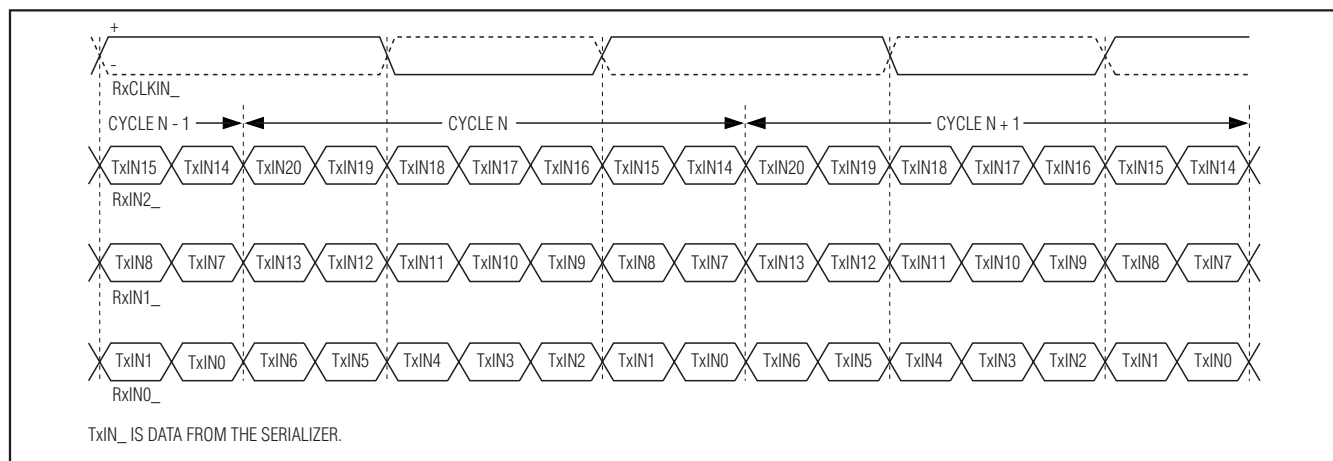 +
-
RxCLKIN_
CYCLE N - 1 CYCLE N CYCLE N + 1
TxIN15 TxIN14 TxIN20 TxIN19 TxIN18 TxIN17 TxIN16 TxIN15 TxIN14 TxIN20 TxIN19 TxIN18 TxIN17 TxIN16 TxIN15 TxIN14
RxIN2_
TxIN8 TxIN7 TxIN13 TxIN12 TxIN11 TxIN10 TxIN9 TxIN8 TxIN7 TxIN13 TxIN12 TxIN11 TxIN10 TxIN9 TxIN8 TxIN7
RxIN1_
TxIN1 TxIN0 TxIN6 TxIN5 TxIN4 TxIN3 TxIN2 TxIN1 TxIN0 TxIN6 TxIN5 TxIN4 TxIN3 TxIN2 TxIN1 TxIN0
RxIN0_
TxIN_ IS DATA FROM THE SERIALIZER.